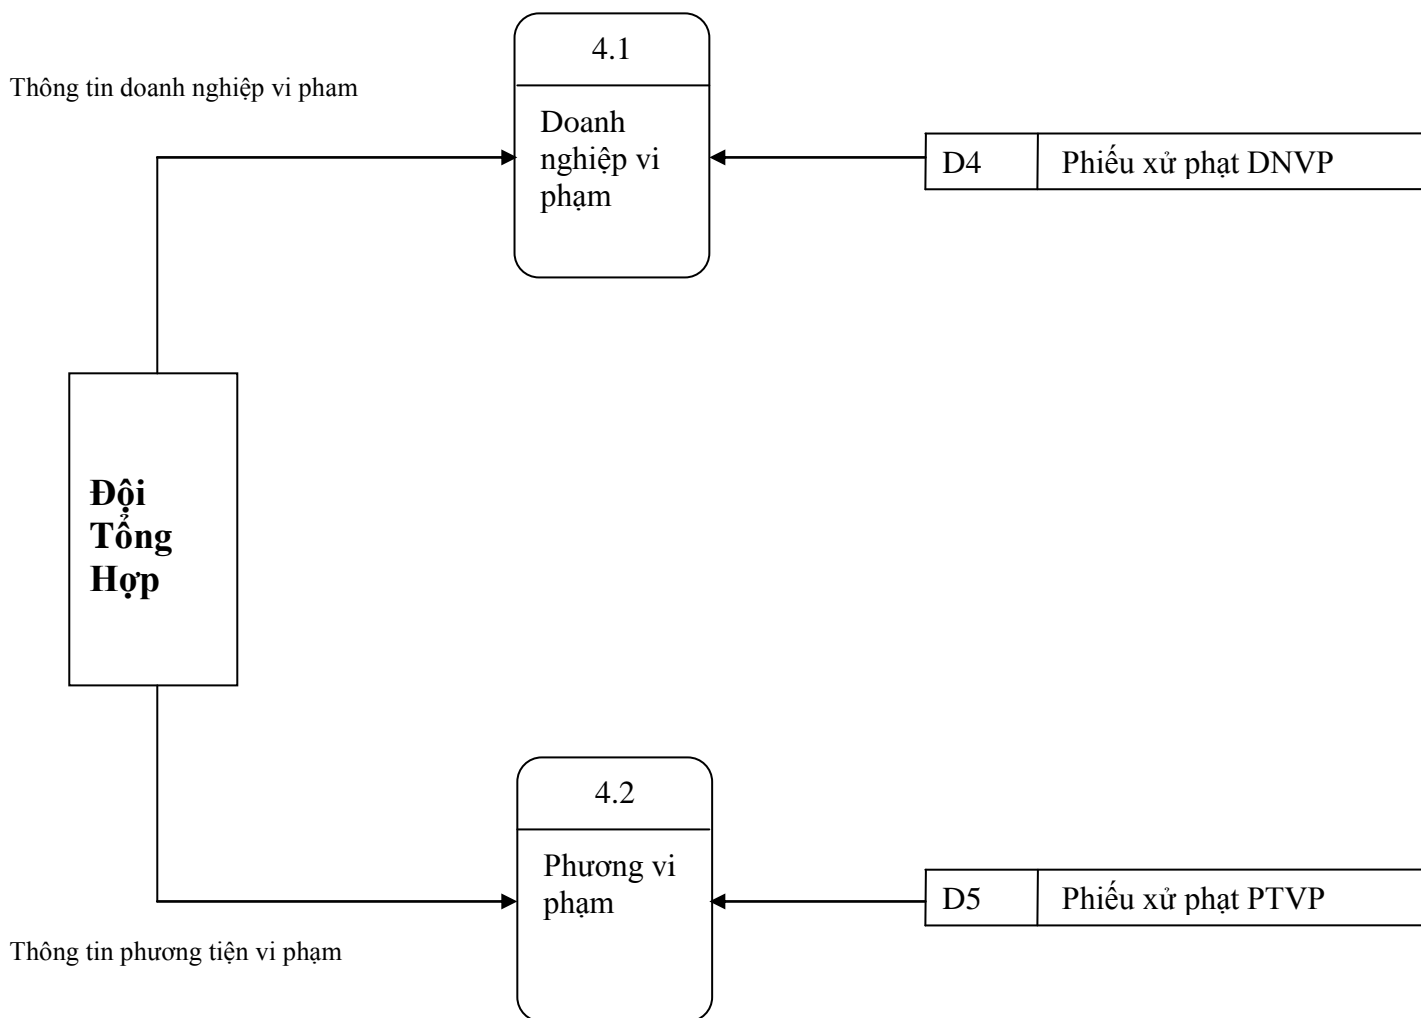 4.1
Thông tin doanh nghiệp vi pham
Doanh
nghiệp vi
phạm
D4 Phiếu xử phạt DNVP
Đội
Tổng
Hợp
4.2
Phương vi
phạm
D5 Phiếu xử phạt PTVP
Thông tin phương tiện vi phạm